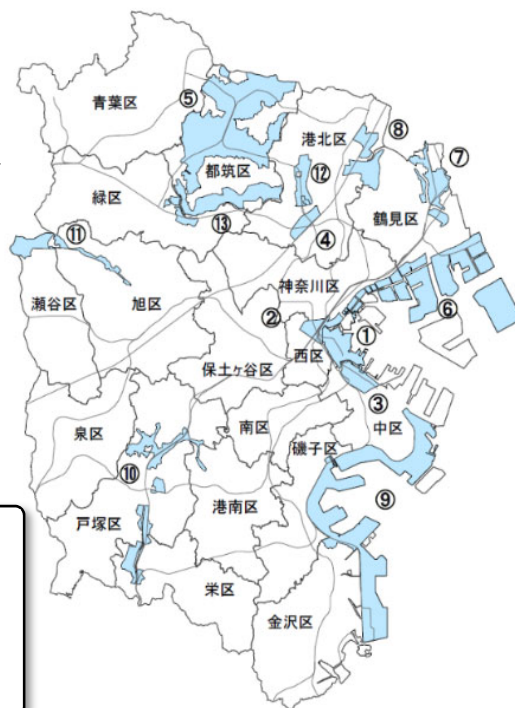 青葉区
⑤
港北区
⑧
⑦
都筑区
⑫
緑区
⑬
鶴見区
④
⑪
神奈川区
瀬谷区
旭区
②
⑥
西区
①
保土ヶ谷区
③
泉区
南区
中区
磯子区
⑩
⑨
戸塚区
港南区
栄区
金沢区